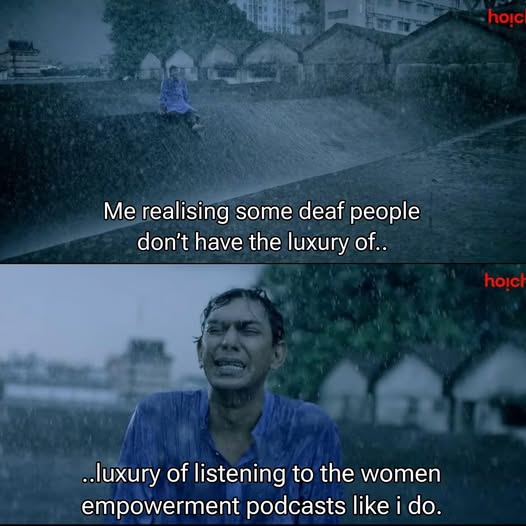 hoich
Me realising some deaf people
don't have the luxury of..
hoich
..luxury of listening to the women
empowerment podcasts like i do.